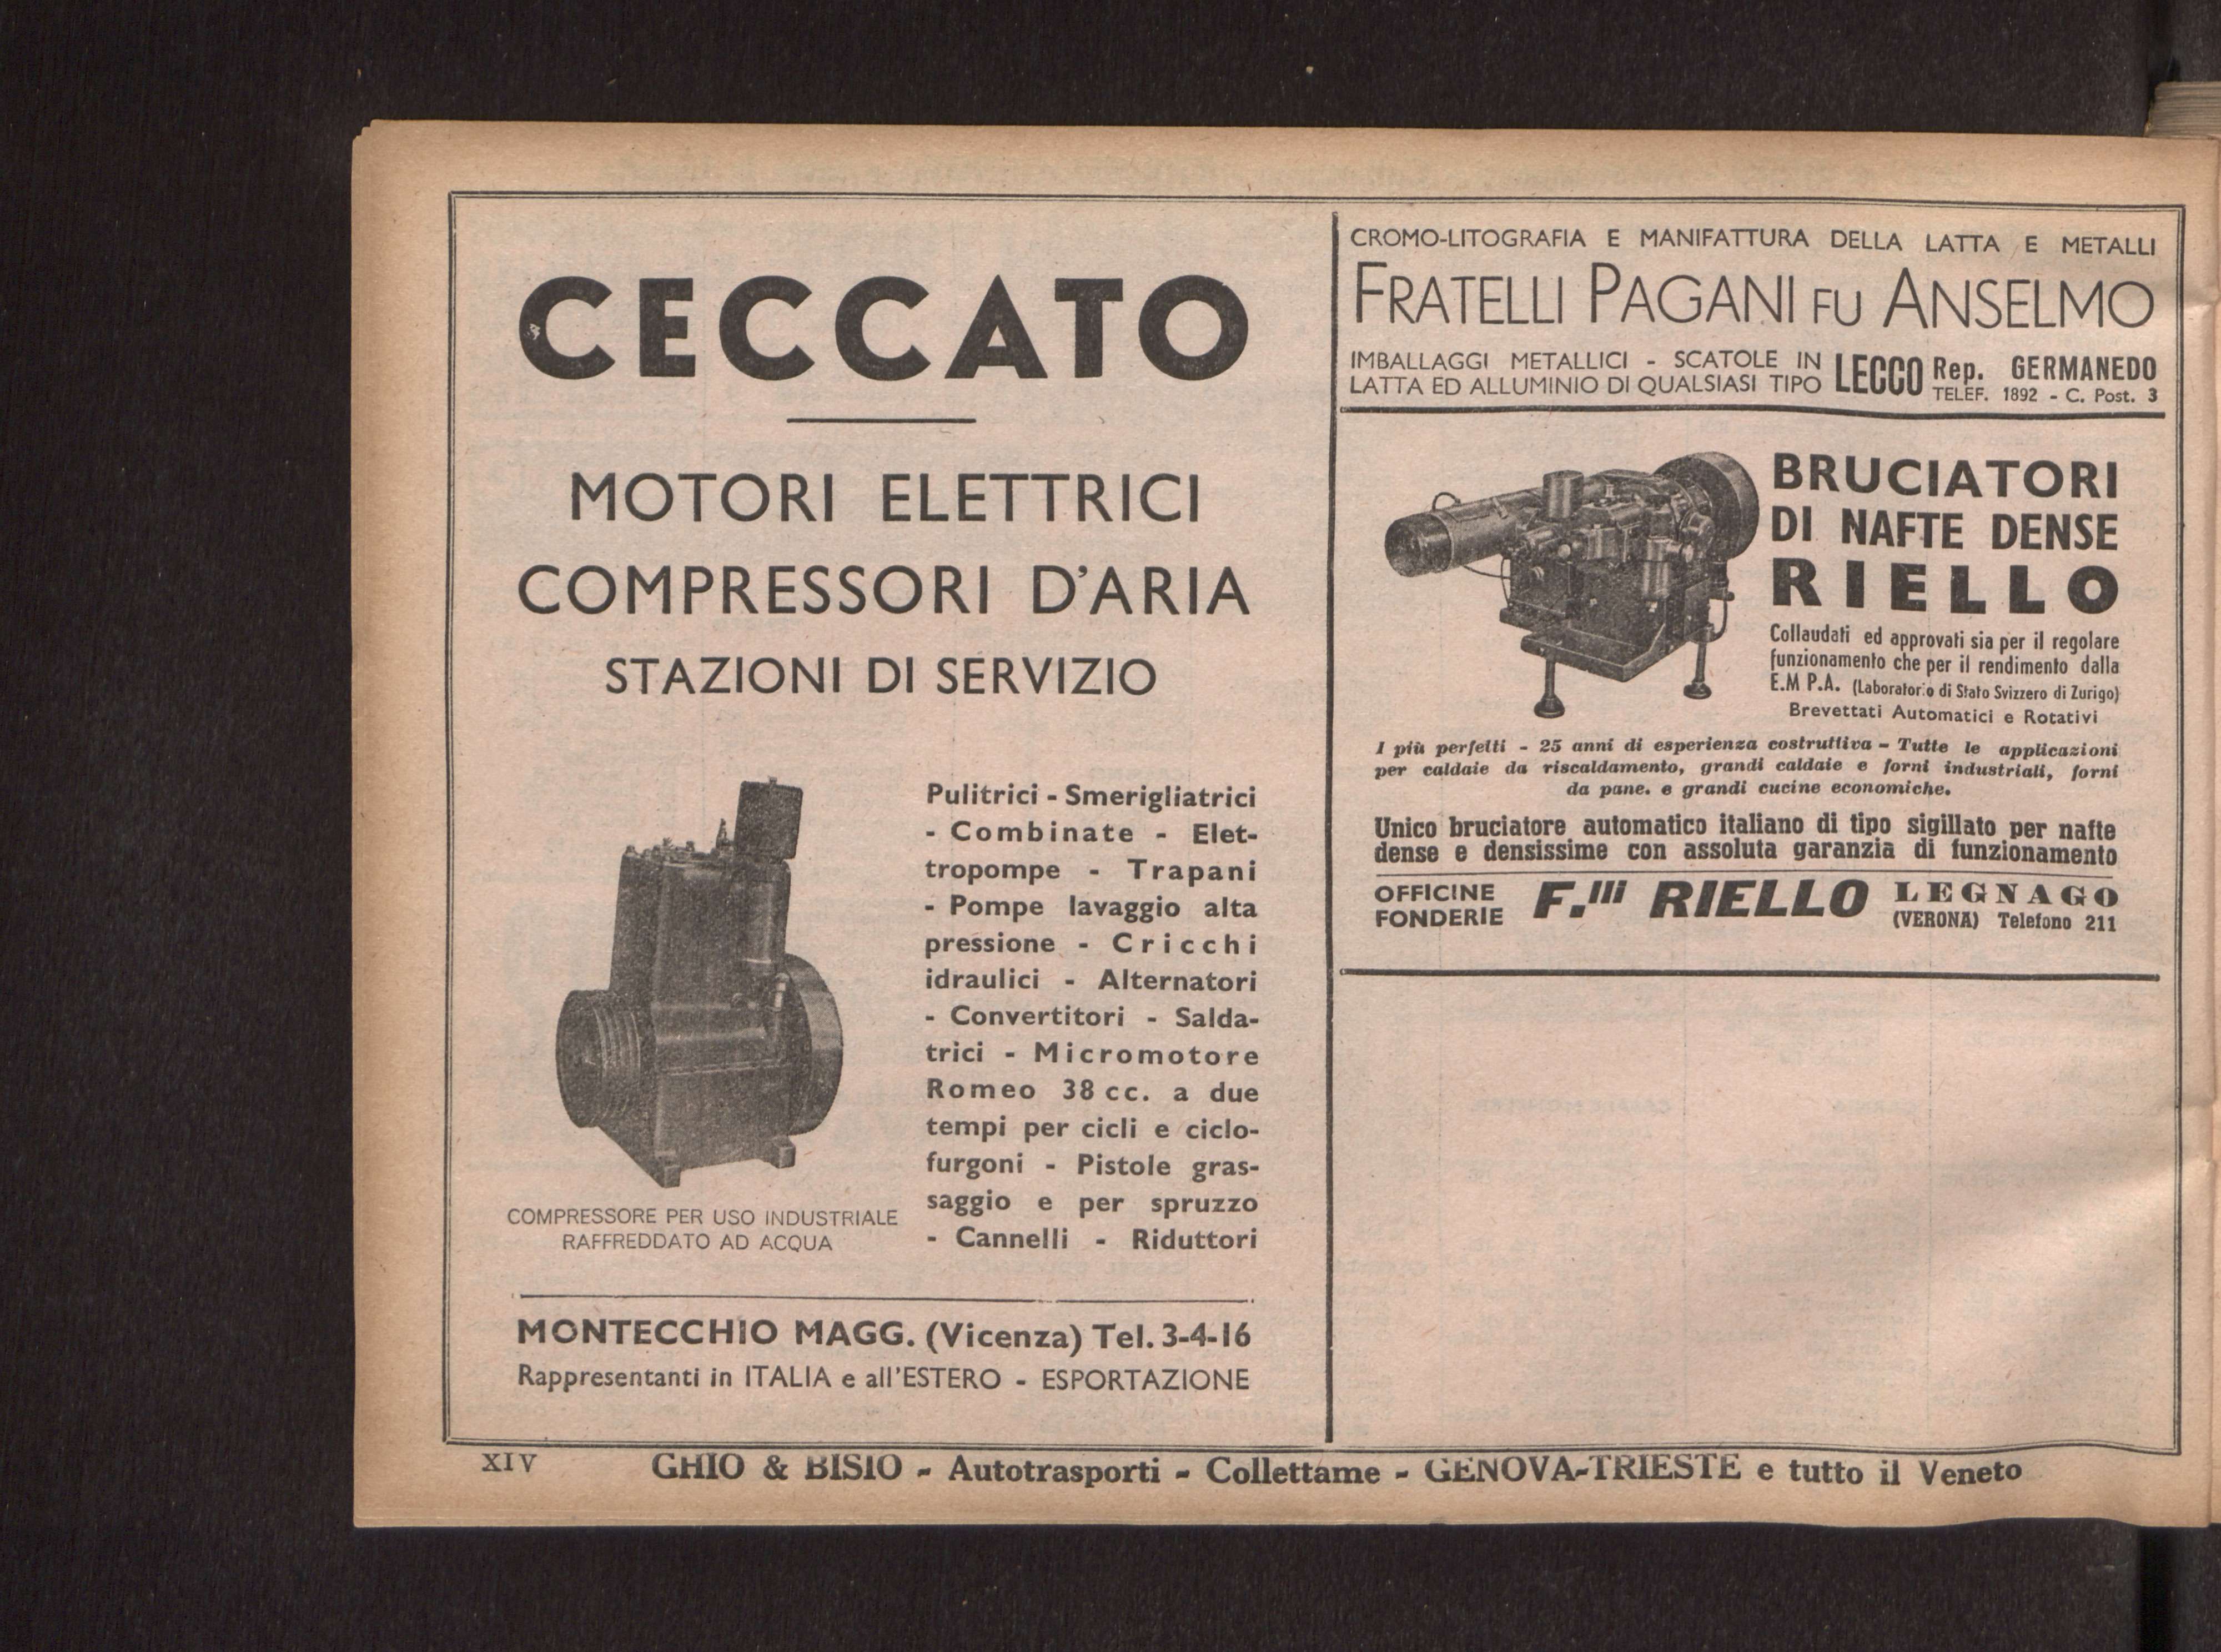 CECCATO
MOTORI ELETTRICI
COMPRESSORI D'ARIA
STAZIONI DI SERVIZIO
Pulitrici - Smerigliatrici
- Combinate - Elet-
tropompe - Trapani
- Pompe lavaggio alta
pressione - Cricchi
idraulici - Alternatori
- Convertitori - Salda-
trici - Micromotore
Romeo 38 cc. a due
tempi per cicli e ciclo-
furgoni - Pistole gras-
saggio e per spruzzo
- Cannelli - Riduttori
COMPRESSORE PER USO INDUSTRIALE
RAFFREDDATO AD ACQUA
MONTECCHIO MAGG. (Vicenza) Tel. 3-4-16
Rappresentanti in ITALIA e all'ESTERO - ESPORTAZIONE
CROMO-LITOGRAFIA E MANIFATTURA DELLA LATTA E METALLI
FRATELLI PAGANI FU ANSELMO
IMBALLAGGI METALLICI - SCATOLE IN
LATTA ED ALLUMINIO DI QUALSIASI TIPO
LECCO
Rep. GERMANEDO
TELEF. 1892 - C. Post. 3
BRUCIATORI
DI NAFTE DENSE
RIELLO
Collaudati ed approvati sia per il regolare
funzionamento che per il rendimento dalla
E.M P.A. (Laboratorio di Stato Svizzero di Zurigo)
Brevettati Automatici e Rotativi
I più perfetti - 25 anni di esperienza costruttiva - Tutte le applicazioni
per caldaie da riscaldamento, grandi caldaie e forni industriali, forni
da pane. e grandi cucine economiche.
Unico bruciatore automatico italiano di tipo sigillato per nafte
dense e densissime con assoluta garanzia di funzionamento
OFFICINE
FONDERIE
F.lli RIELLO
LEGNAGO
(VERONA) Telefono 211
XIV
GHIO & BISIO - Autotrasporti - Collettame - GENOVA-TRIESTE e tutto il Veneto